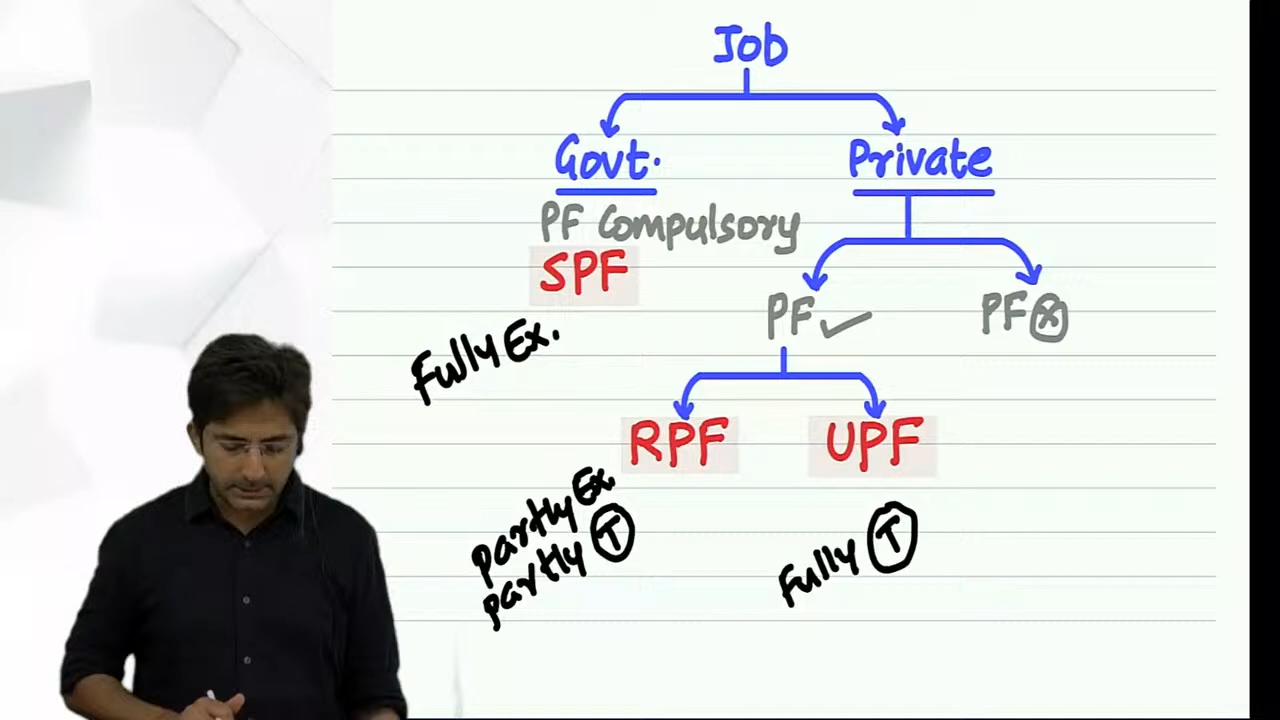 Job
Govt.
Private
PF Compulsory
SPF
PF ✓
PF ⓧ
Fully Ex.
RPF
UPF
partly Ex.
partly Ⓣ
Fully Ⓣ